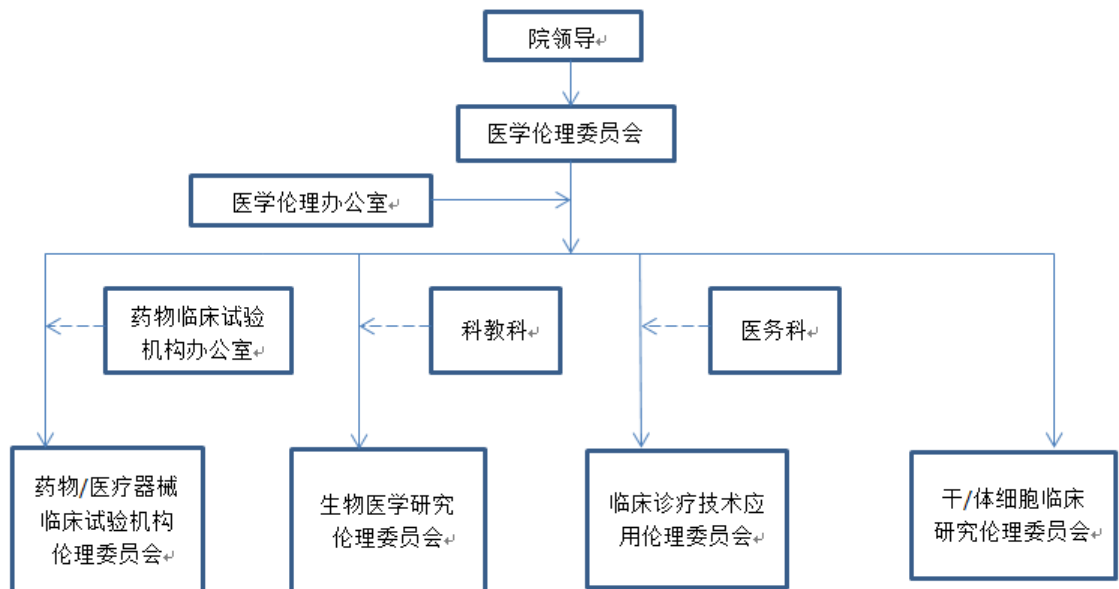 院领导
医学伦理委员会
医学伦理办公室
药物临床试验
机构办公室
科教科
医务科
药物/医疗器械
临床试验机构
伦理委员会
生物医学研究
伦理委员会
临床诊疗技术应
用伦理委员会
干/体细胞临床
研究伦理委员会